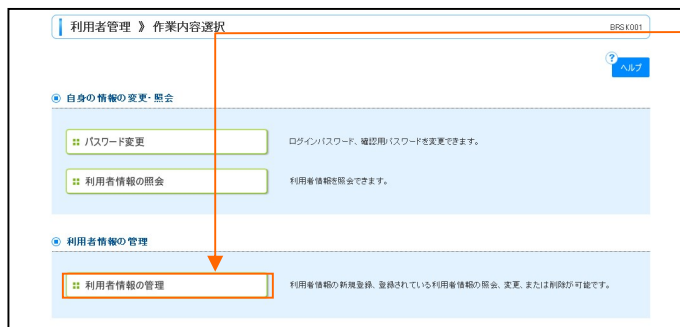 利用者管理 》 作業内容選択
BRSK001
?
ヘルプ
自身の情報の変更・照会
パスワード変更
ログインパスワード、確認用パスワードを変更できます。
利用者情報の照会
利用者情報を照会できます。
利用者情報の管理
利用者情報の管理
利用者情報の新規登録、登録されている利用者情報の照会、変更、または削除が可能です。